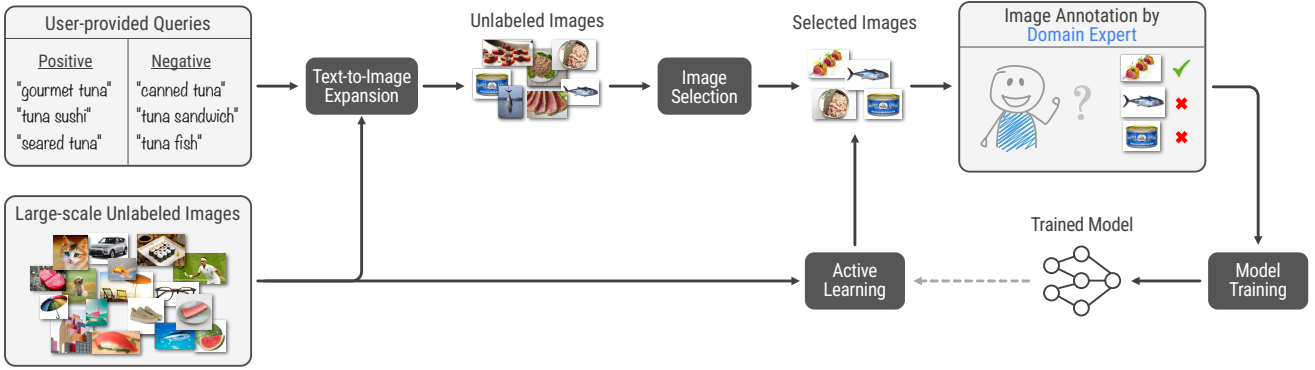 User-provided Queries
Positive
Negative
"gourmet tuna"
"canned tuna"
"tuna sushi"
"tuna sandwich"
"seared tuna"
"tuna fish"
Text-to-Image
Expansion
Unlabeled Images
Image
Selection
Selected Images
Image Annotation by
Domain Expert
?
Large-scale Unlabeled Images
Active
Learning
Trained Model
Model
Training